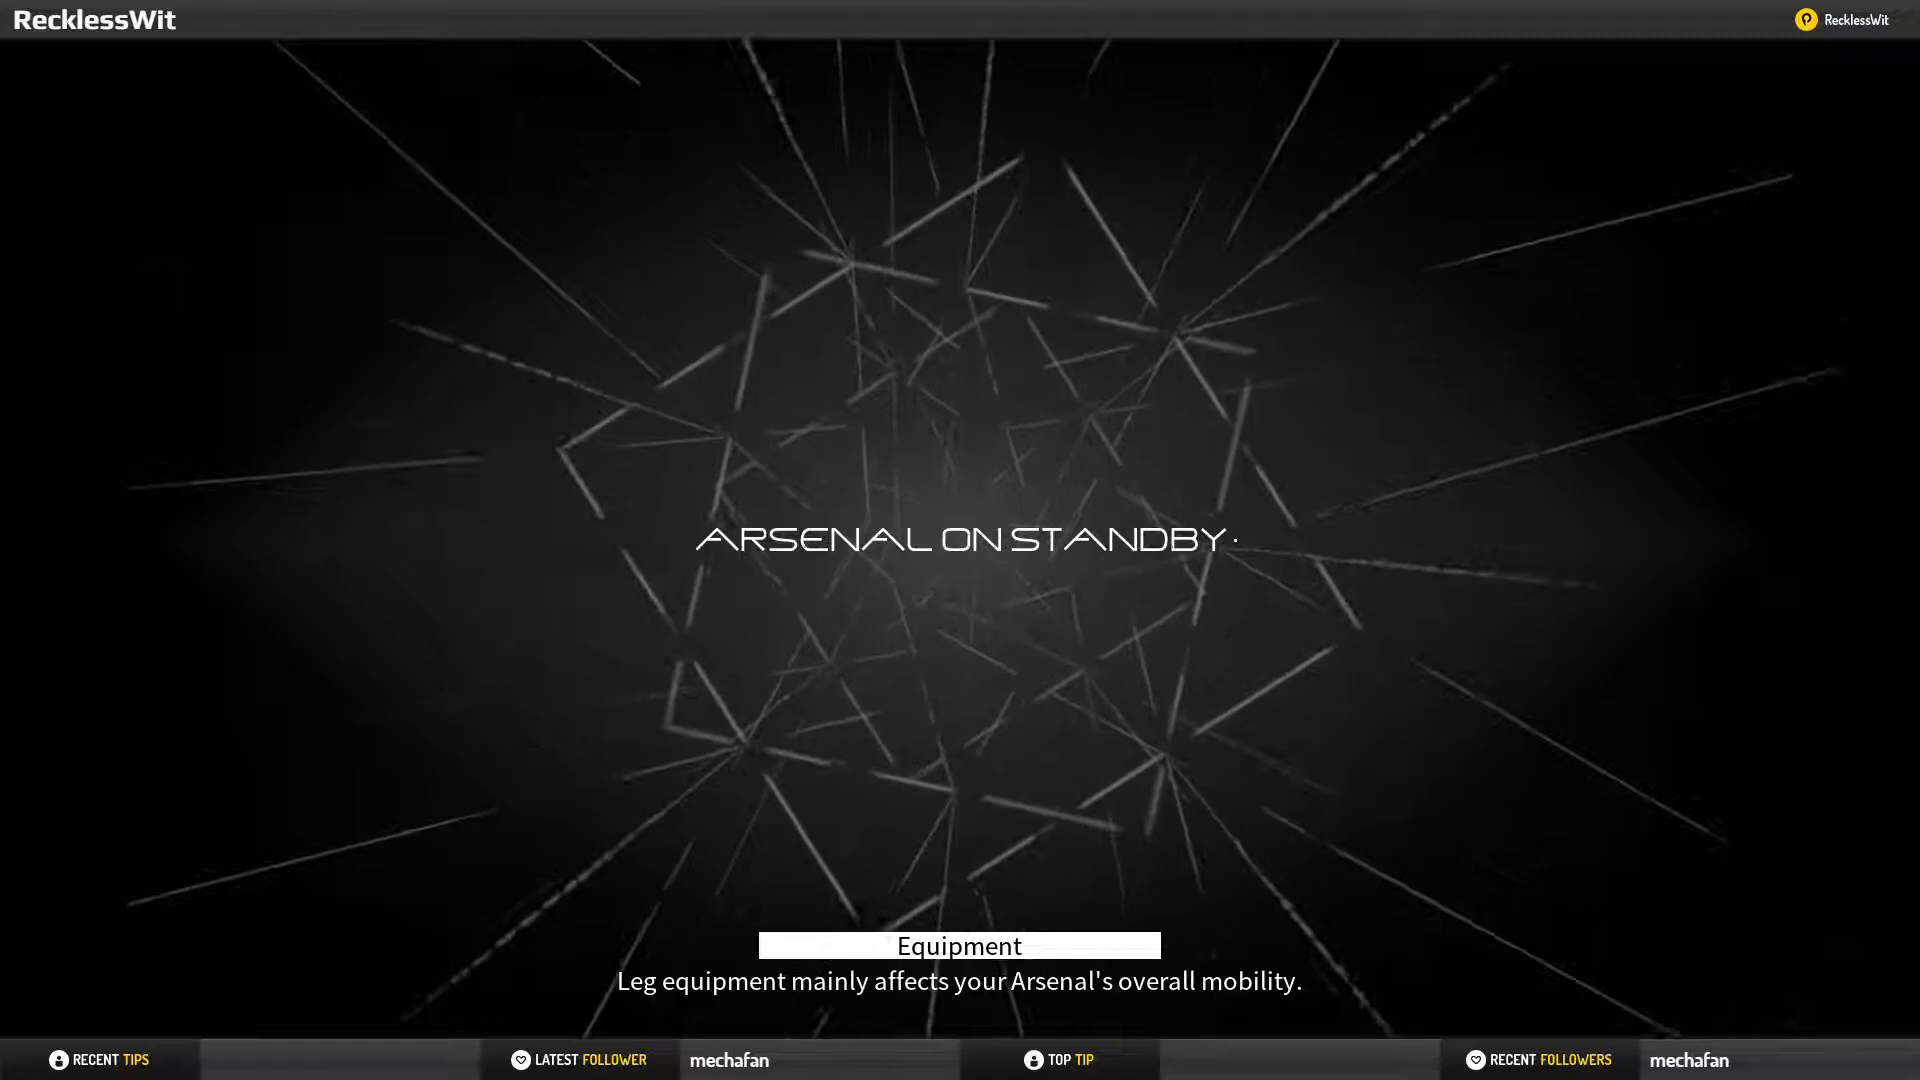 RecklessWit
RecklessWit
ARSENAL ON STANDBY·
Equipment
Leg equipment mainly affects your Arsenal's overall mobility.
RECENT TIPS
LATEST FOLLOWER
mechafan
TOP TIP
RECENT FOLLOWERS
mechafan